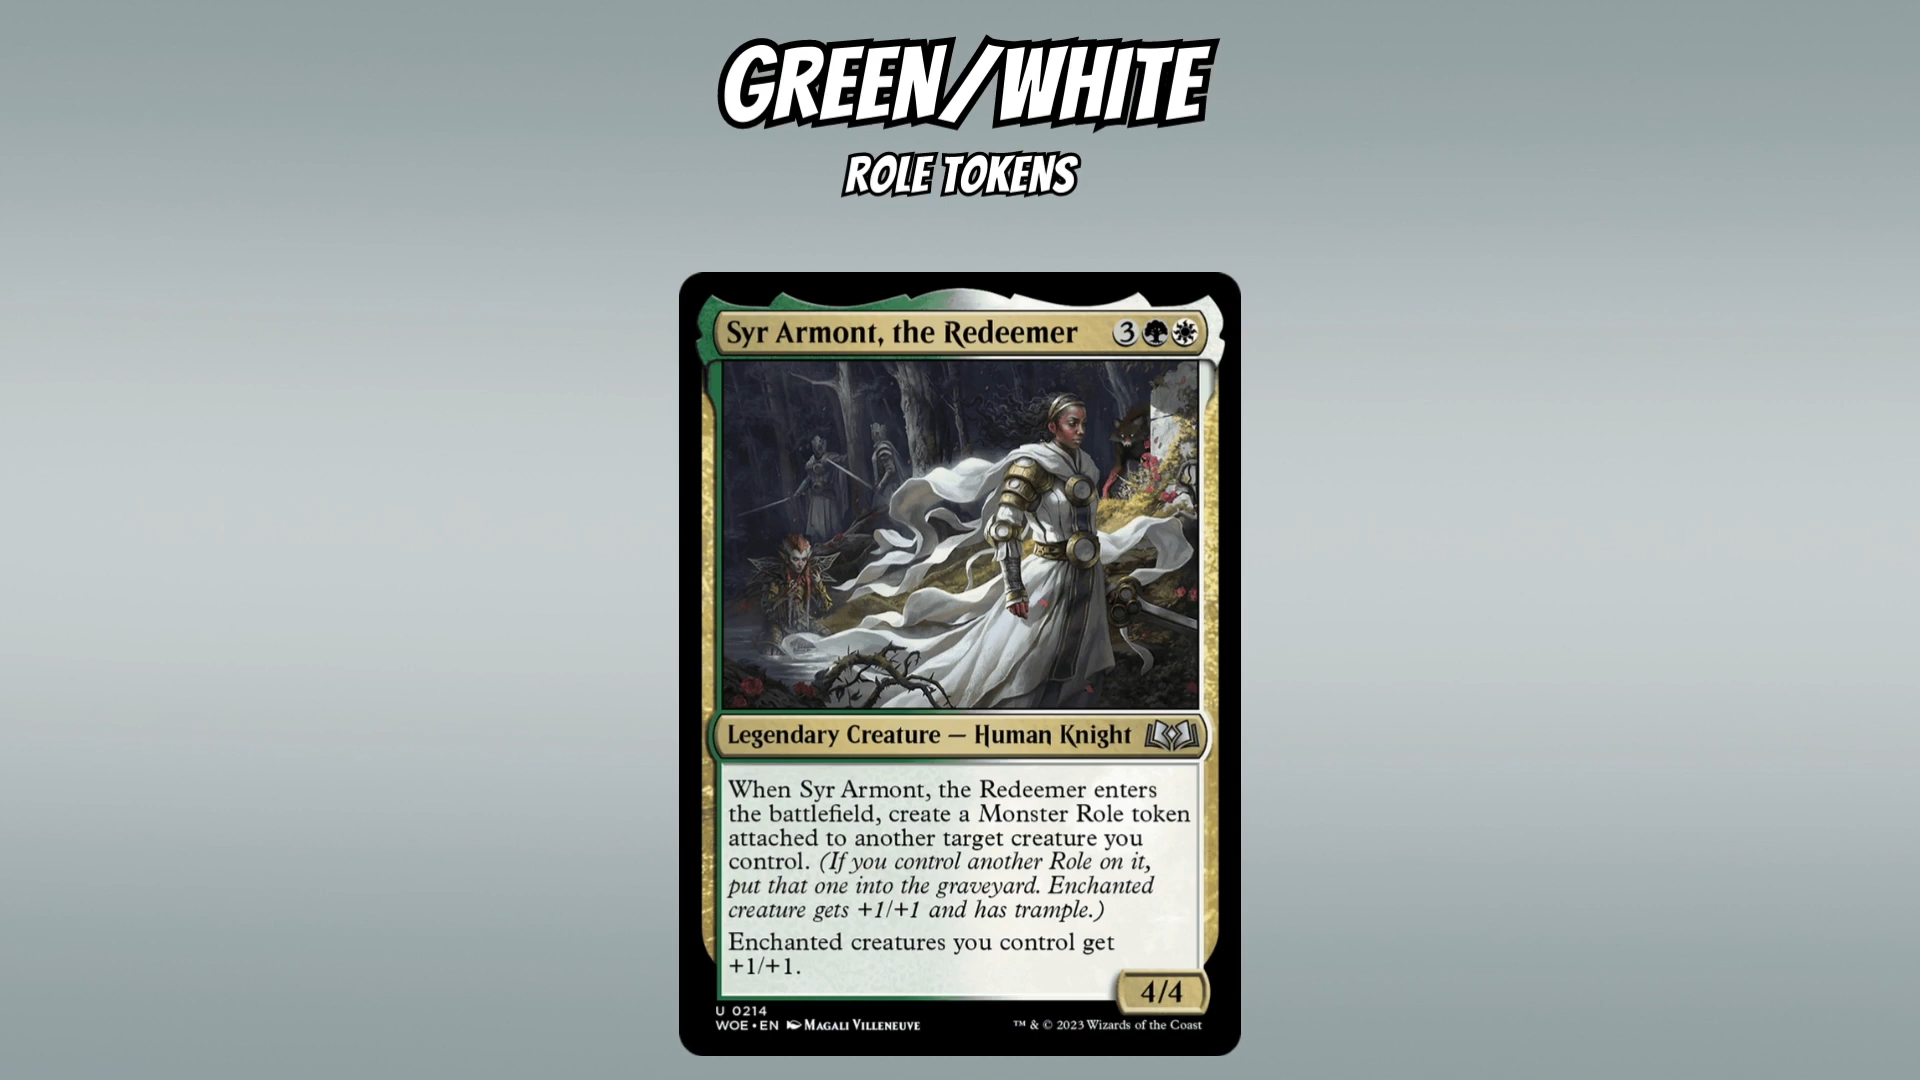 GREEN/WHITE
ROLE TOKENS
Syr Armont, the Redeemer 3
Legendary Creature — Human Knight
When Syr Armont, the Redeemer enters
the battlefield, create a Monster Role token
attached to another target creature you
control. (If you control another Role on it,
put that one into the graveyard. Enchanted
creature gets +1/+1 and has trample.)
Enchanted creatures you control get
+1/+1.
4/4
U 0214
WOE • EN MAGALI VILLENEUVE
™ & © 2023 Wizards of the Coast